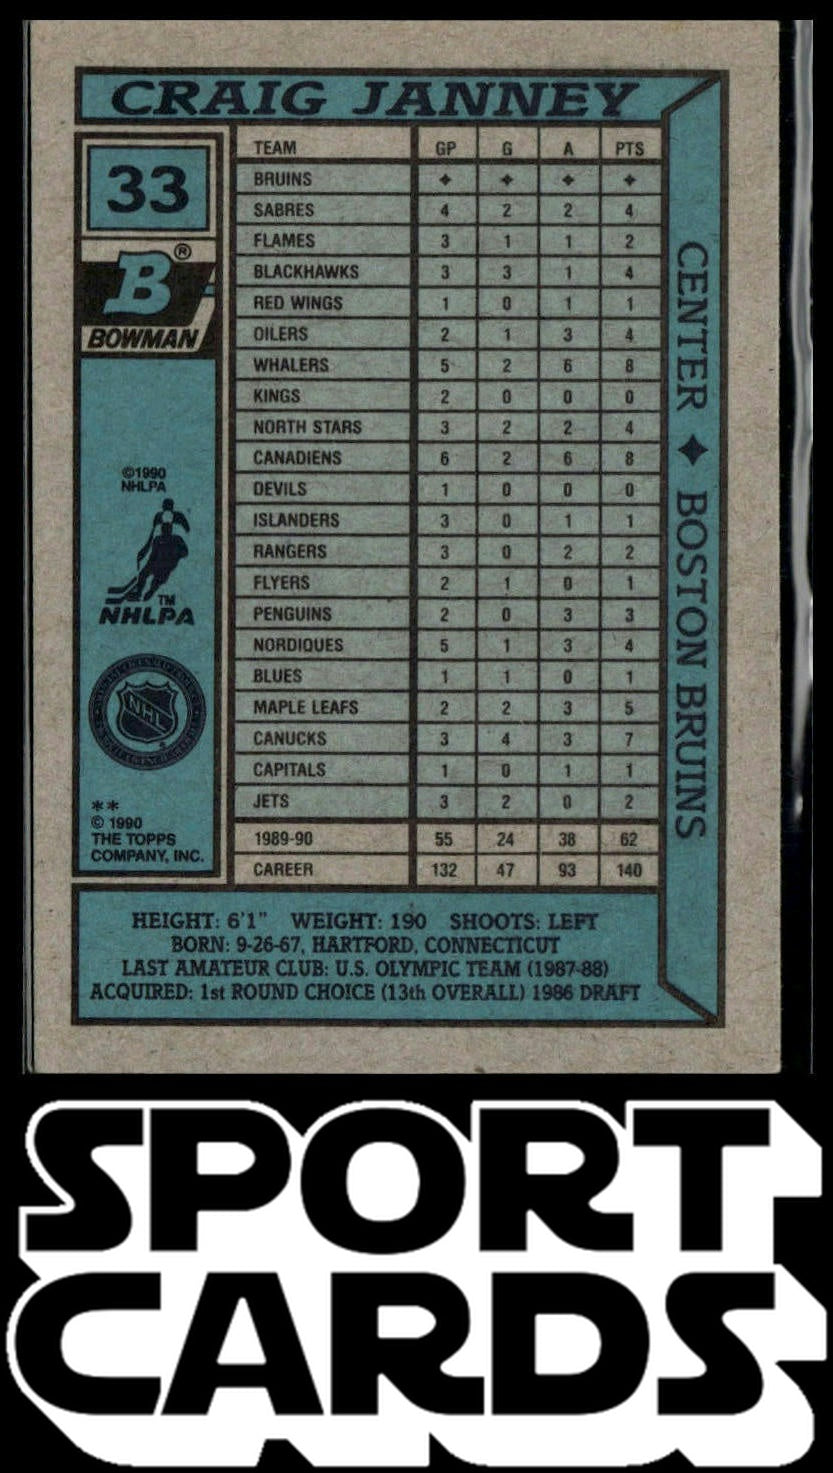 CRAIG JANNEY
33
B®
BOWMAN
©1990
NHLPA
TM
NHLPA
NHL
**
© 1990
THE TOPPS
COMPANY, INC.
TEAM GP G A PTS
BRUINS ✦ ✦ ✦ ✦
SABRES 4 2 2 4
FLAMES 3 1 1 2
BLACKHAWKS 3 3 1 4
RED WINGS 1 0 1 1
OILERS 2 1 3 4
WHALERS 5 2 6 8
KINGS 2 0 0 0
NORTH STARS 3 2 2 4
CANADIENS 6 2 6 8
DEVILS 1 0 0 0
ISLANDERS 3 0 1 1
RANGERS 3 0 2 2
FLYERS 2 1 0 1
PENGUINS 2 0 3 3
NORDIQUES 5 1 3 4
BLUES 1 1 0 1
MAPLE LEAFS 2 2 3 5
CANUCKS 3 4 3 7
CAPITALS 1 0 1 1
JETS 3 2 0 2
1989-90 55 24 38 62
CAREER 132 47 93 140
CENTER ✦ BOSTON BRUINS
HEIGHT: 6'1" WEIGHT: 190 SHOOTS: LEFT
BORN: 9-26-67, HARTFORD, CONNECTICUT
LAST AMATEUR CLUB: U.S. OLYMPIC TEAM (1987-88)
ACQUIRED: 1st ROUND CHOICE (13th OVERALL) 1986 DRAFT
SPORT
CARDS